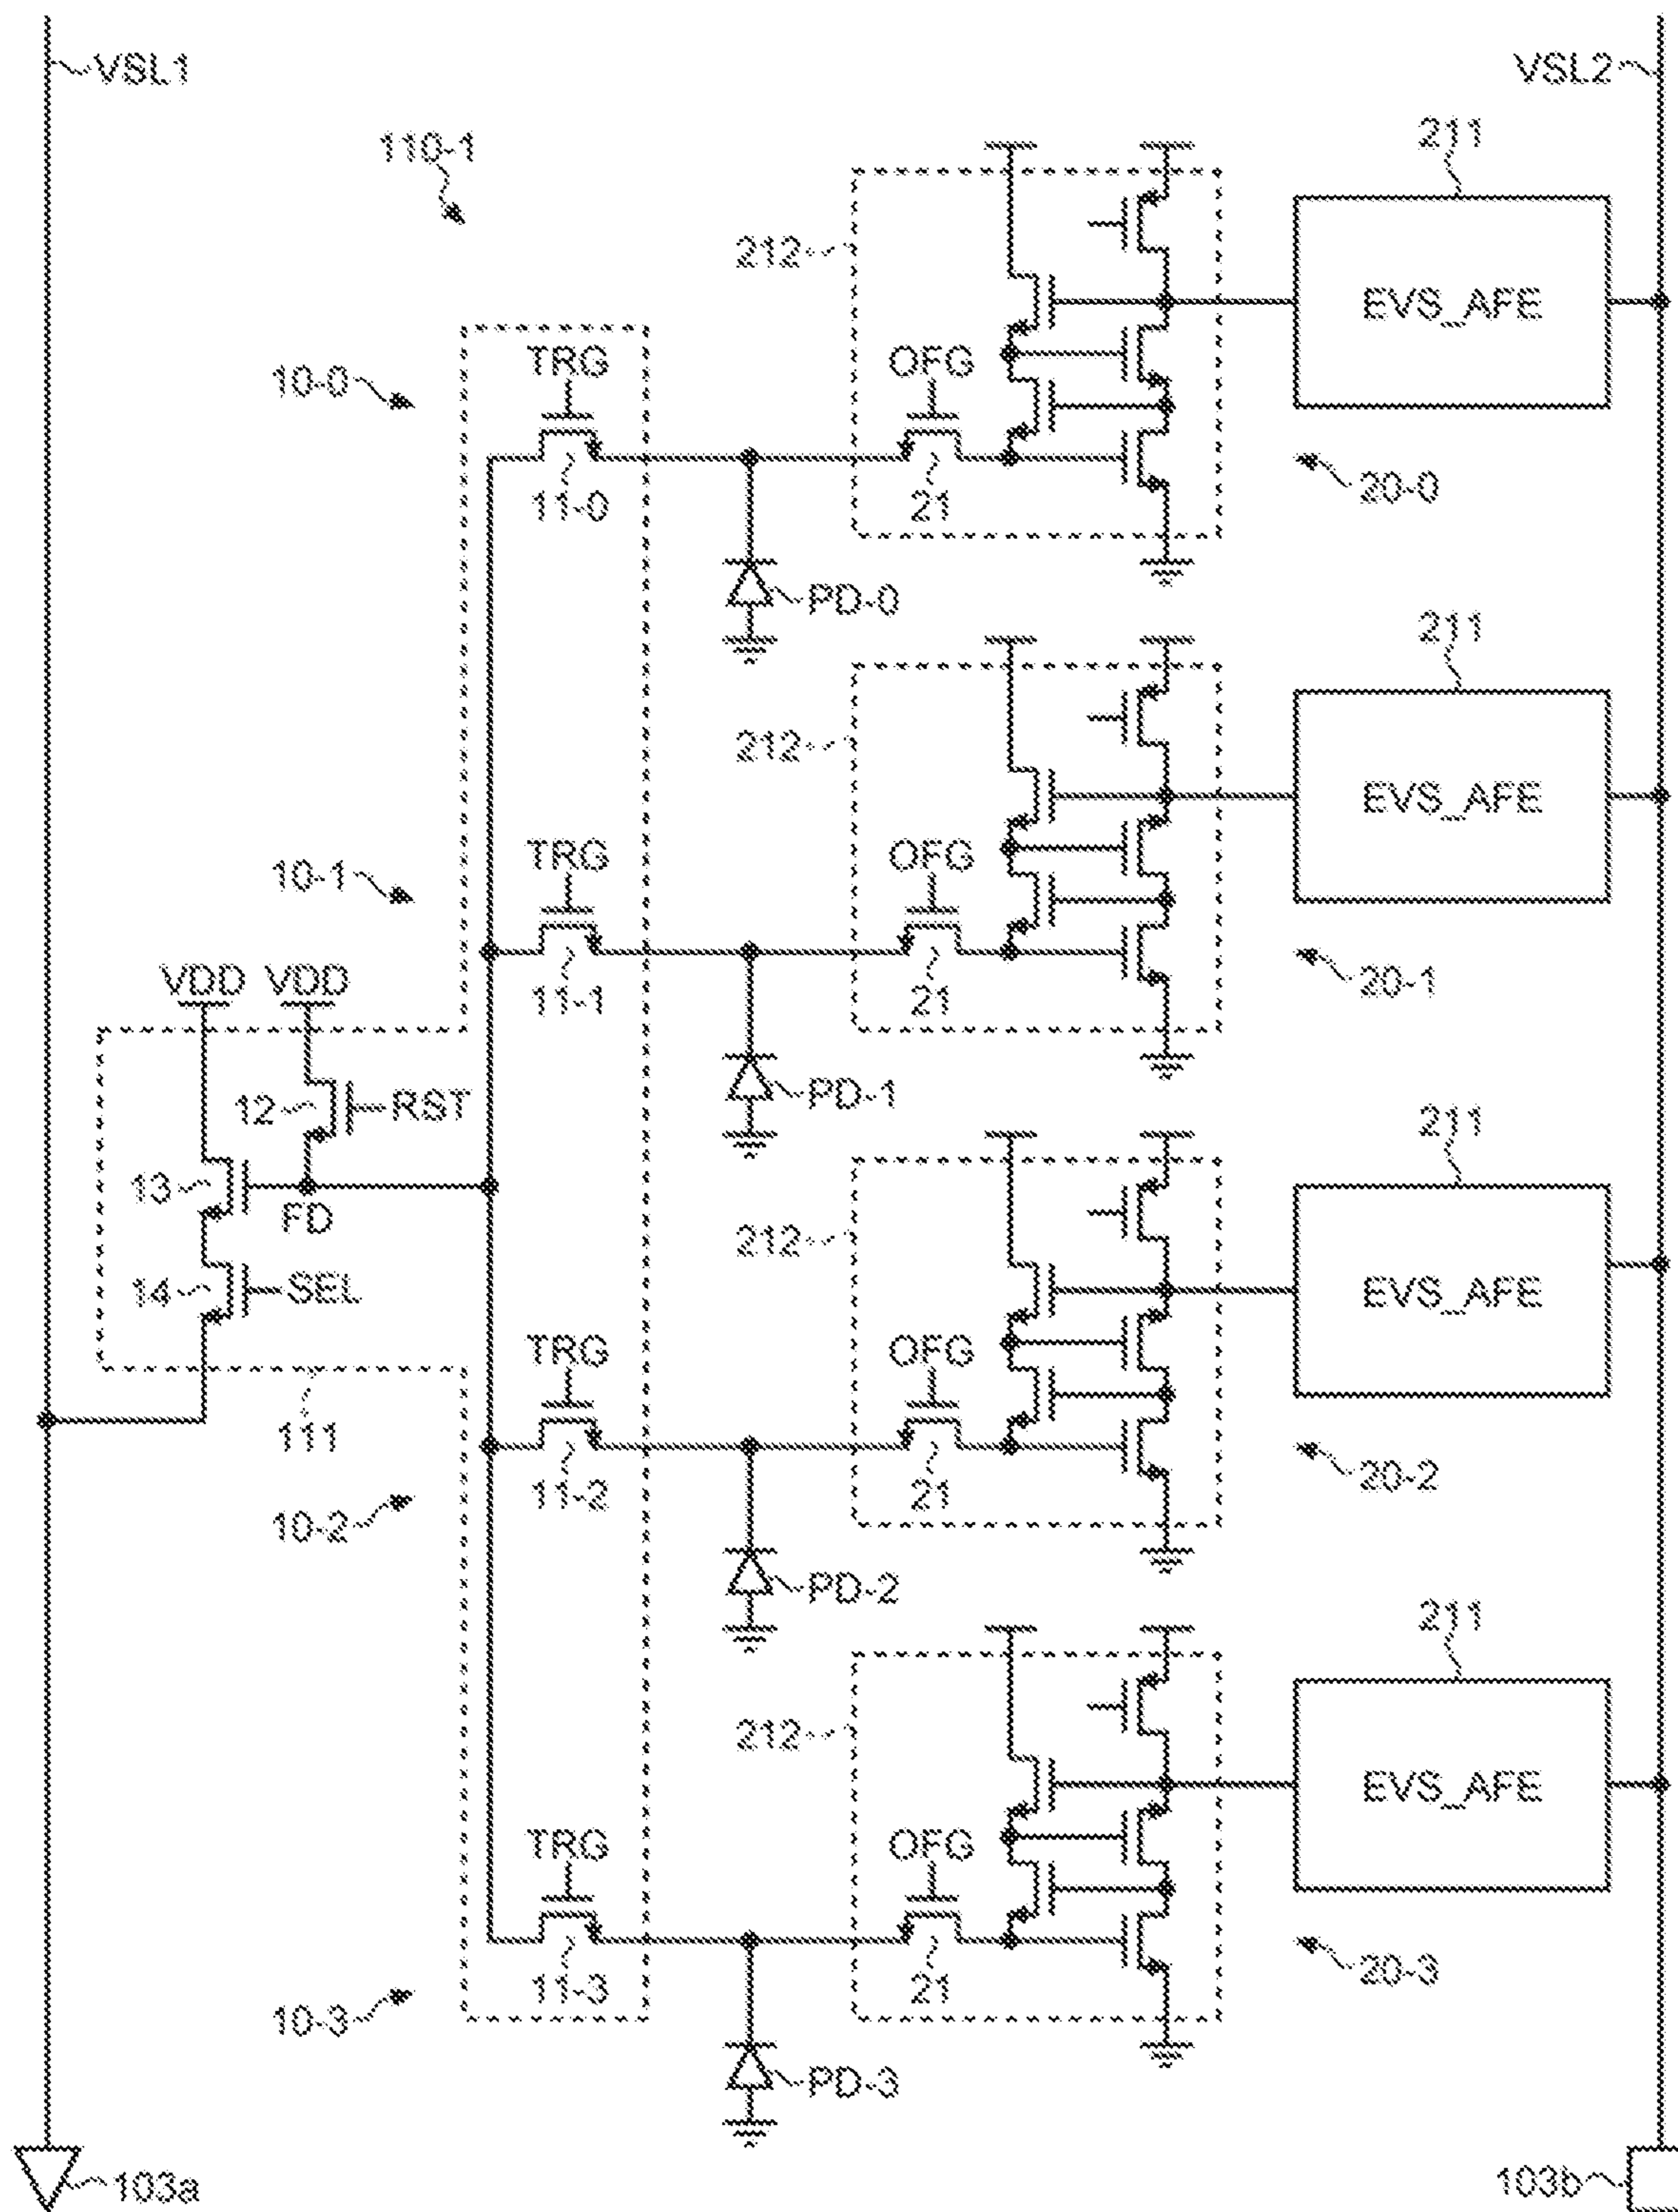 VSL1
VSL2
110-1
211
212
EVS_AFE
10-0
TRG
OFG
11-0
21
20-0
PD-0
211
212
EVS_AFE
10-1
TRG
OFG
11-1
21
20-1
VDD
VDD
PD-1
12
RST
211
13
FD
212
14
SEL
EVS_AFE
TRG
OFG
111
11-2
21
20-2
10-2
PD-2
211
212
EVS_AFE
TRG
OFG
11-3
21
20-3
10-3
PD-3
103a
103b